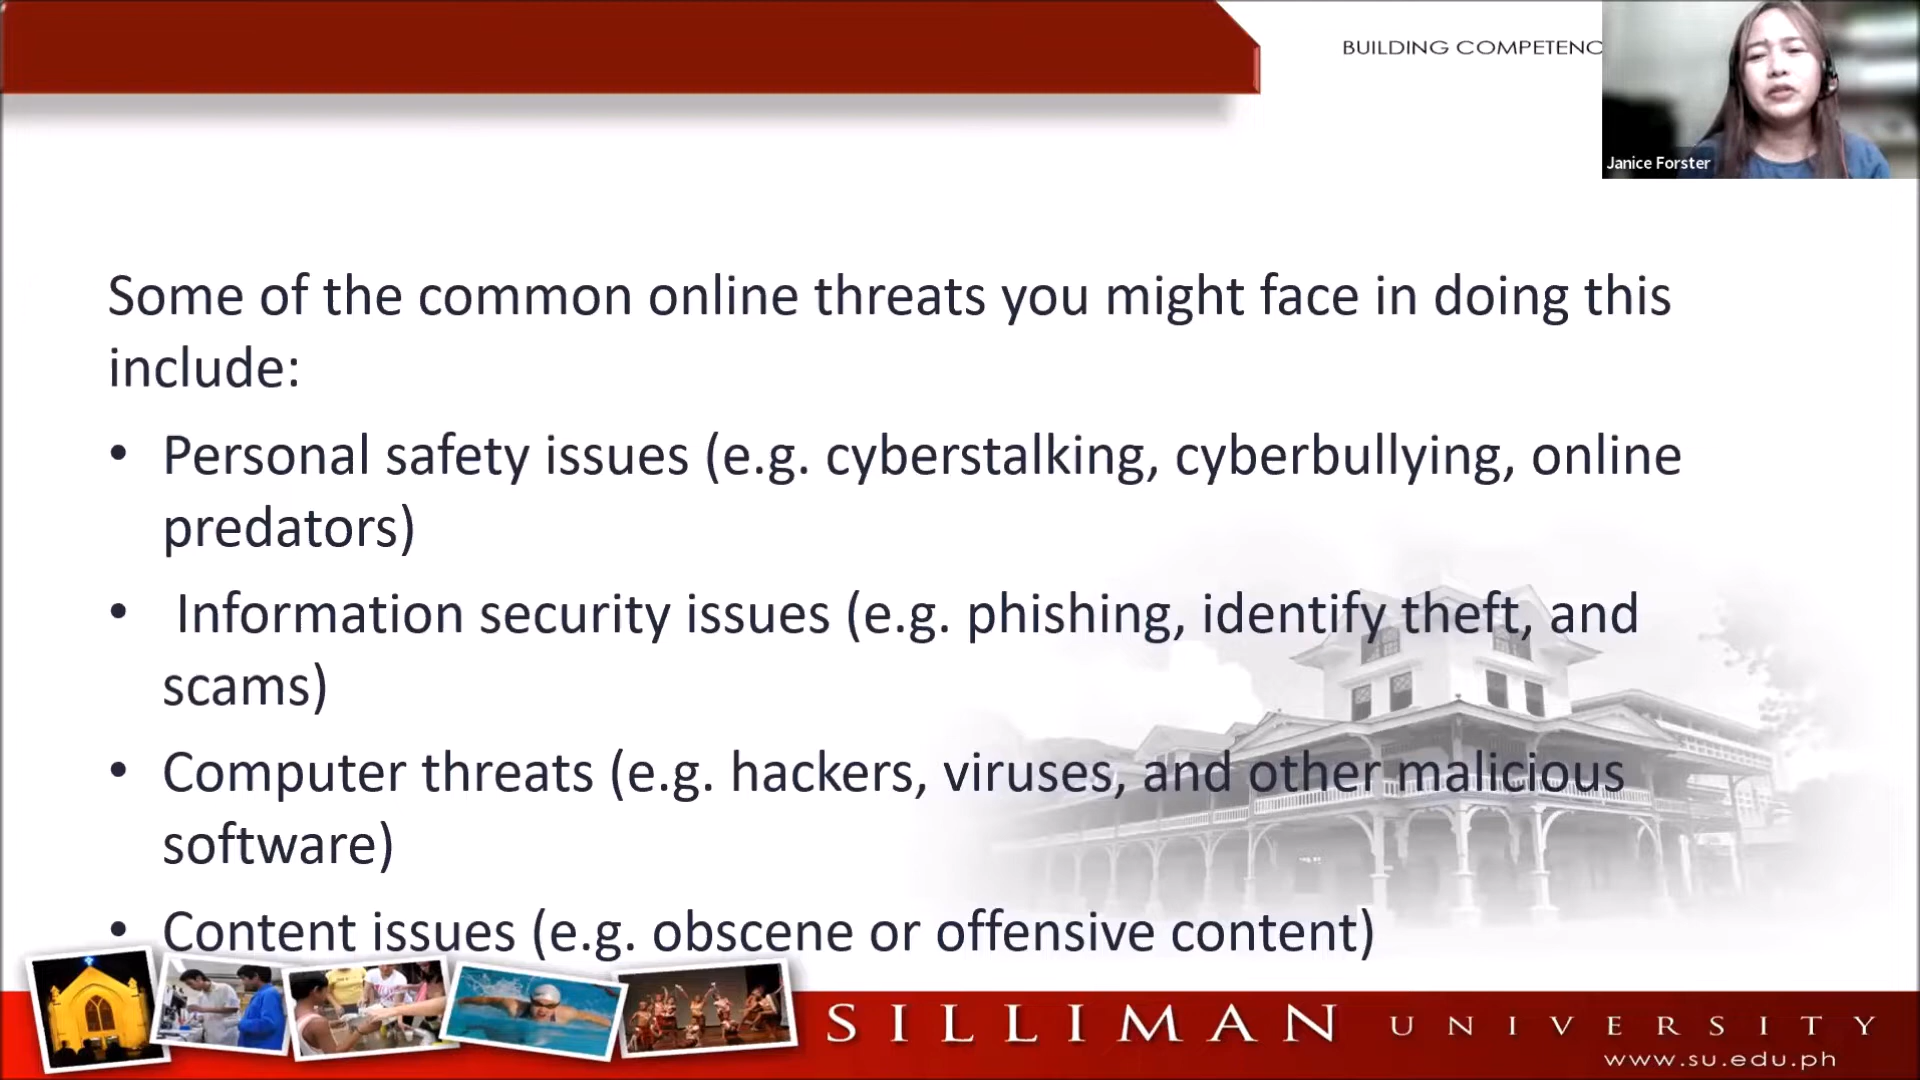 BUILDING COMPETENC
Janice Forster
Some of the common online threats you might face in doing this
include:
• Personal safety issues (e.g. cyberstalking, cyberbullying, online
predators)
• Information security issues (e.g. phishing, identify theft, and
scams)
• Computer threats (e.g. hackers, viruses, and other malicious
software)
• Content issues (e.g. obscene or offensive content)
SILLIMAN UNIVERSITY
www.su.edu.ph